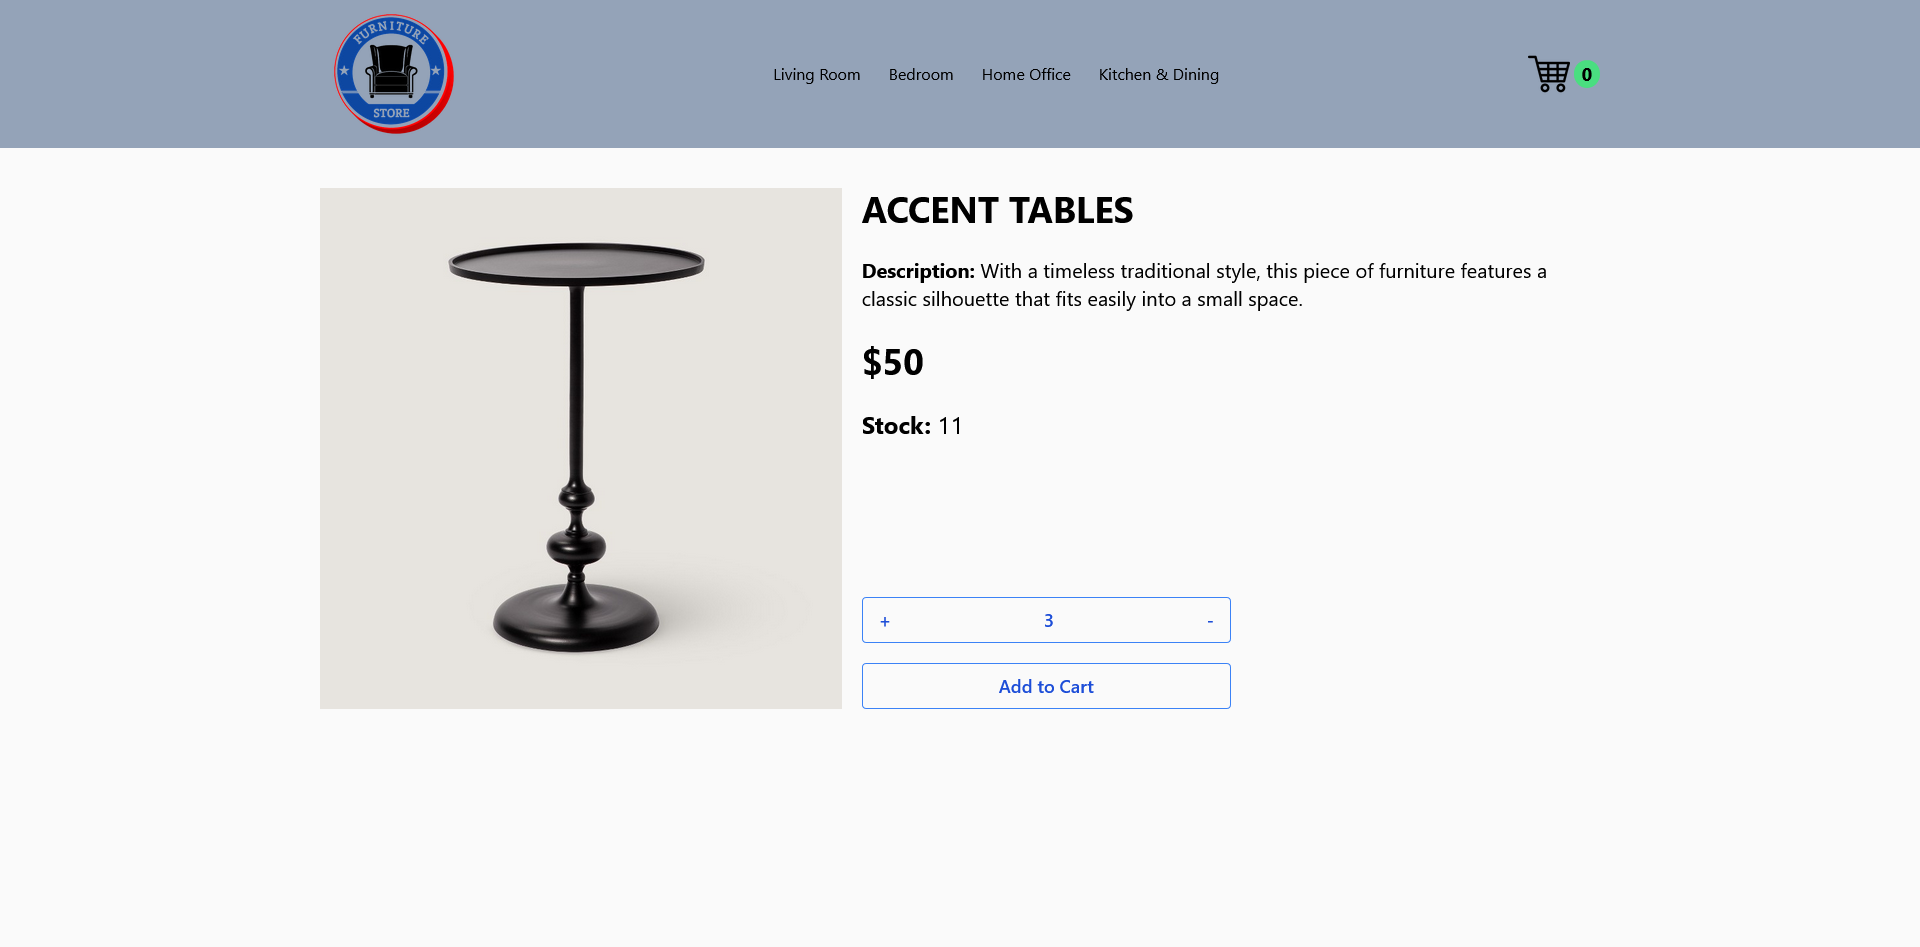 FURNITURE
STORE
Living Room Bedroom Home Office Kitchen & Dining
0
ACCENT TABLES
Description: With a timeless traditional style, this piece of furniture features a
classic silhouette that fits easily into a small space.
$50
Stock: 11
+ 3 -
Add to Cart